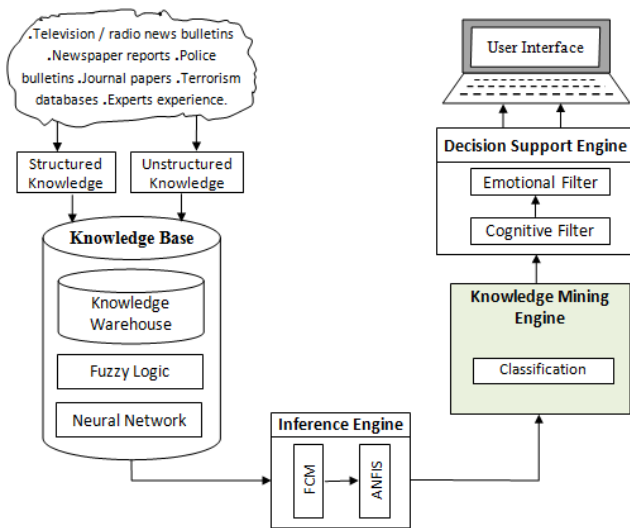 .Television / radio news bulletins
.Newspaper reports .Police
bulletins .Journal papers .Terrorism
databases .Experts experience.
Structured
Knowledge
Unstructured
Knowledge
Knowledge Base
Knowledge
Warehouse
Fuzzy Logic
Neural Network
Inference Engine
FCM
ANFIS
Knowledge Mining
Engine
Classification
Decision Support Engine
Emotional Filter
Cognitive Filter
User Interface